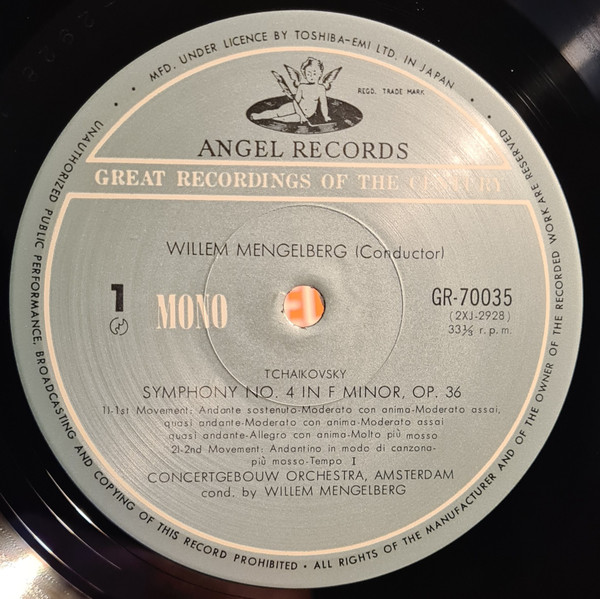 MFD. UNDER LICENCE BY TOSHIBA-EMI LTD. IN JAPAN
REGD. TRADE MARK
ANGEL RECORDS
GREAT RECORDINGS OF THE CENTURY
WILLEM MENGELBERG (Conductor)
1
MONO
GR-70035
(2XJ-2928)
33⅓ r.p.m.
TCHAIKOVSKY
SYMPHONY NO. 4 IN F MINOR, OP. 36
1)-1st Movement: Andante sostenuto-Moderato con anima-Moderato assai,
quasi andante-Moderato con anima-Moderato assai
quasi andante-Allegro con anima-Molto più mosso
2)-2nd Movement: Andantino in modo di canzona-
più mosso-Tempo I
CONCERTGEBOUW ORCHESTRA, AMSTERDAM
cond. by WILLEM MENGELBERG
UNAUTHORIZED PUBLIC PERFORMANCE, BROADCASTING AND COPYING OF THIS RECORD PROHIBITED • ALL RIGHTS OF THE MANUFACTURER AND OF THE OWNER OF THE RECORDED WORK ARE RESERVED